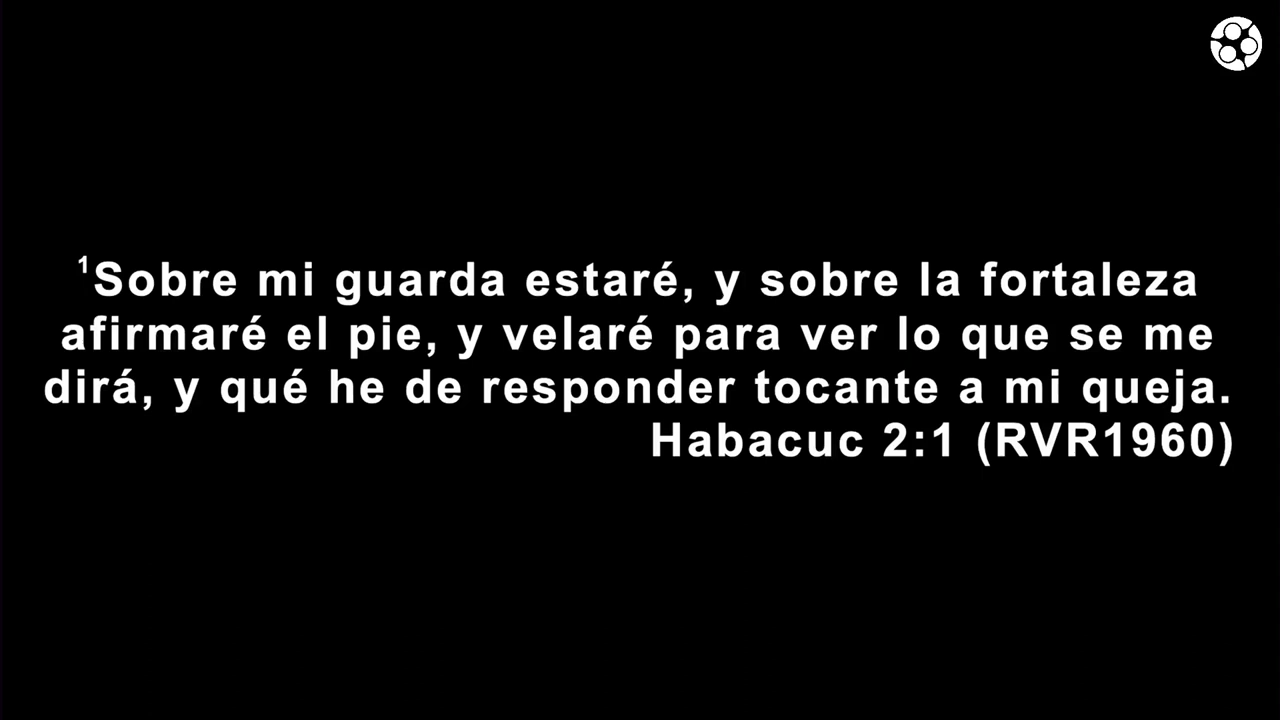 ¹Sobre mi guarda estaré, y sobre la fortaleza
afirmaré el pie, y velaré para ver lo que se me
dirá, y qué he de responder tocante a mi queja.
Habacuc 2:1 (RVR1960)